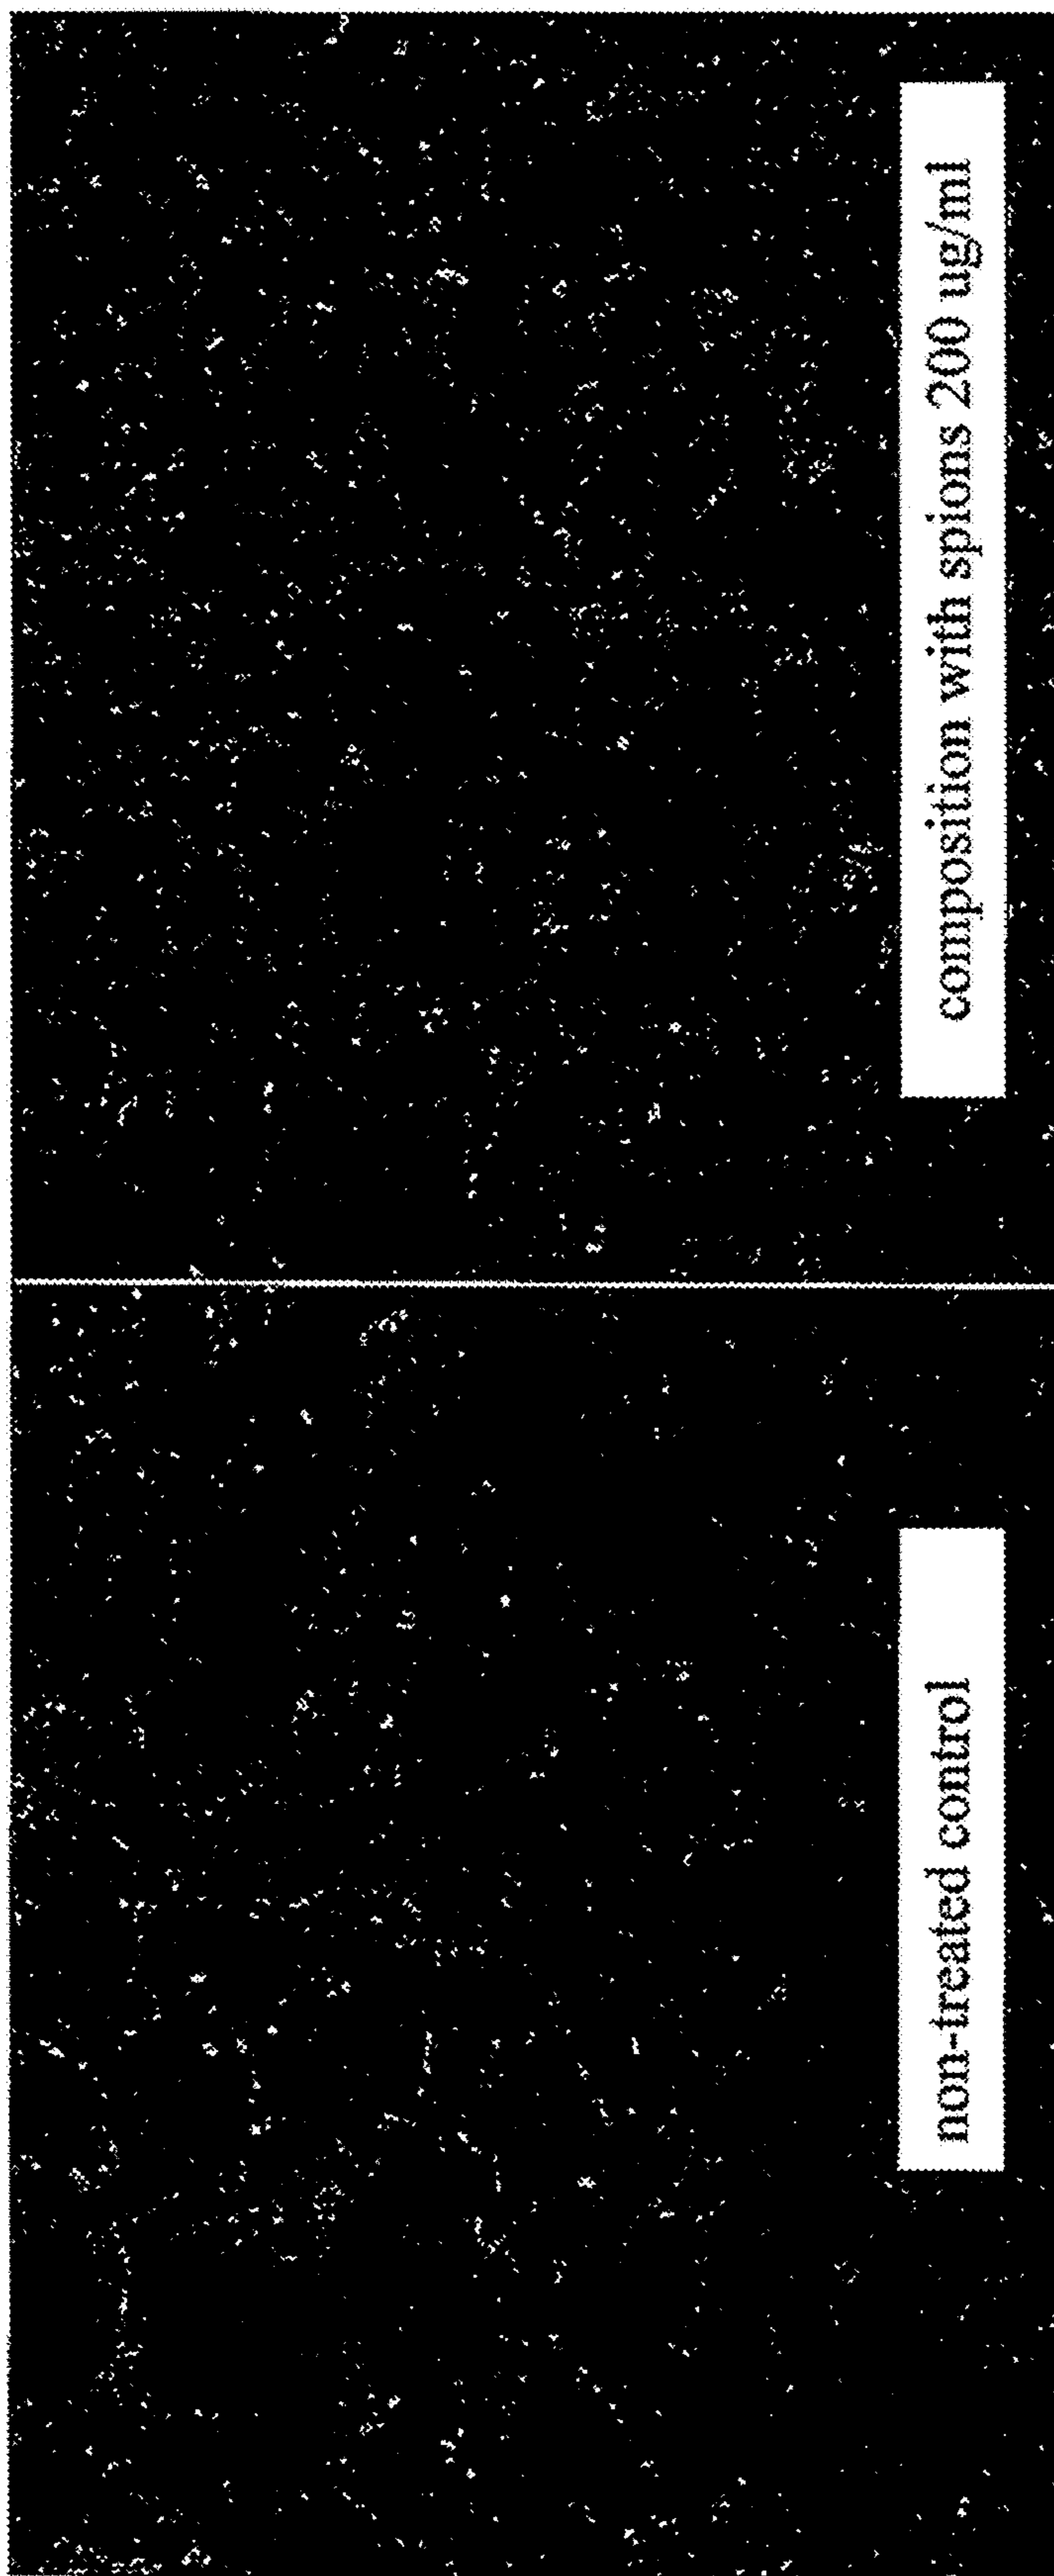 non-treated control
composition with spions 200 ug/ml